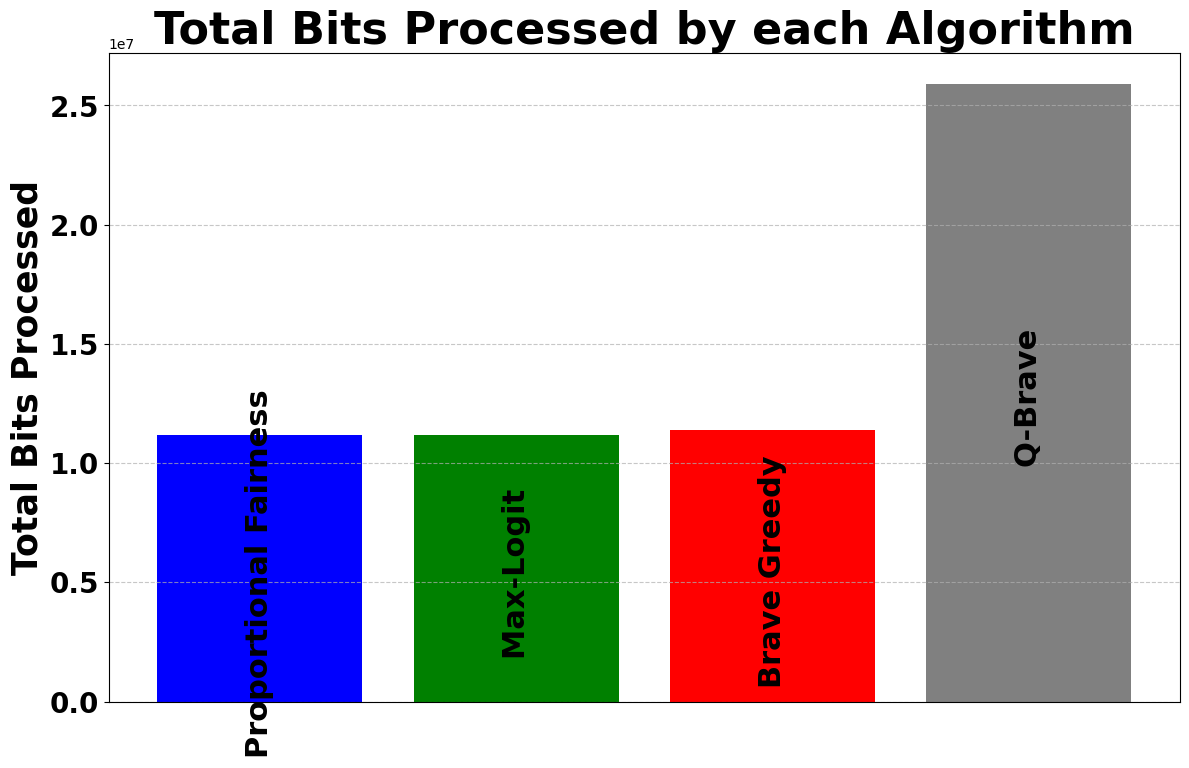 Total Bits Processed by each Algorithm
1e7
Total Bits Processed
2.5
2.0
1.5
1.0
0.5
0.0
Proportional Fairness
Max-Logit
Brave Greedy
Q-Brave